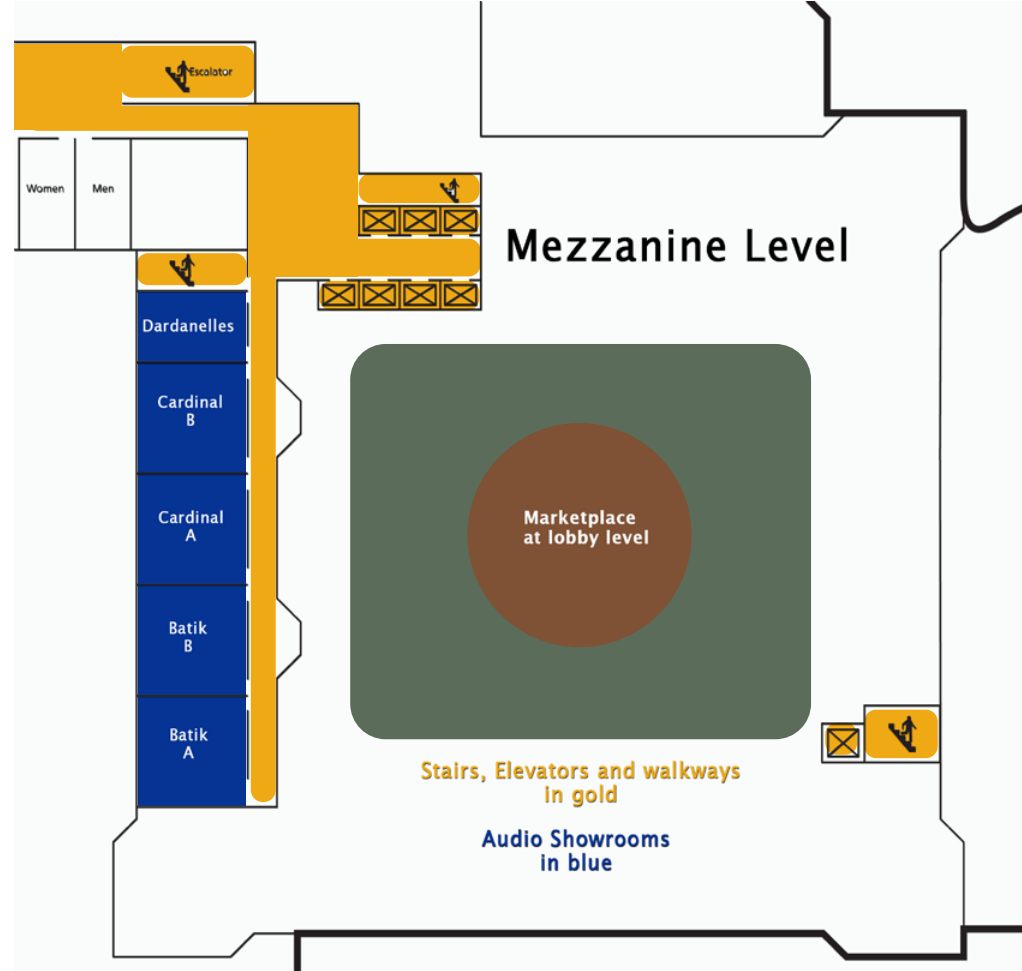 Escalator
Women
Men
Mezzanine Level
Dardanelles
Cardinal
B
Cardinal
A
Marketplace
at lobby level
Batik
B
Batik
A
Stairs, Elevators and walkways
in gold
Audio Showrooms
in blue